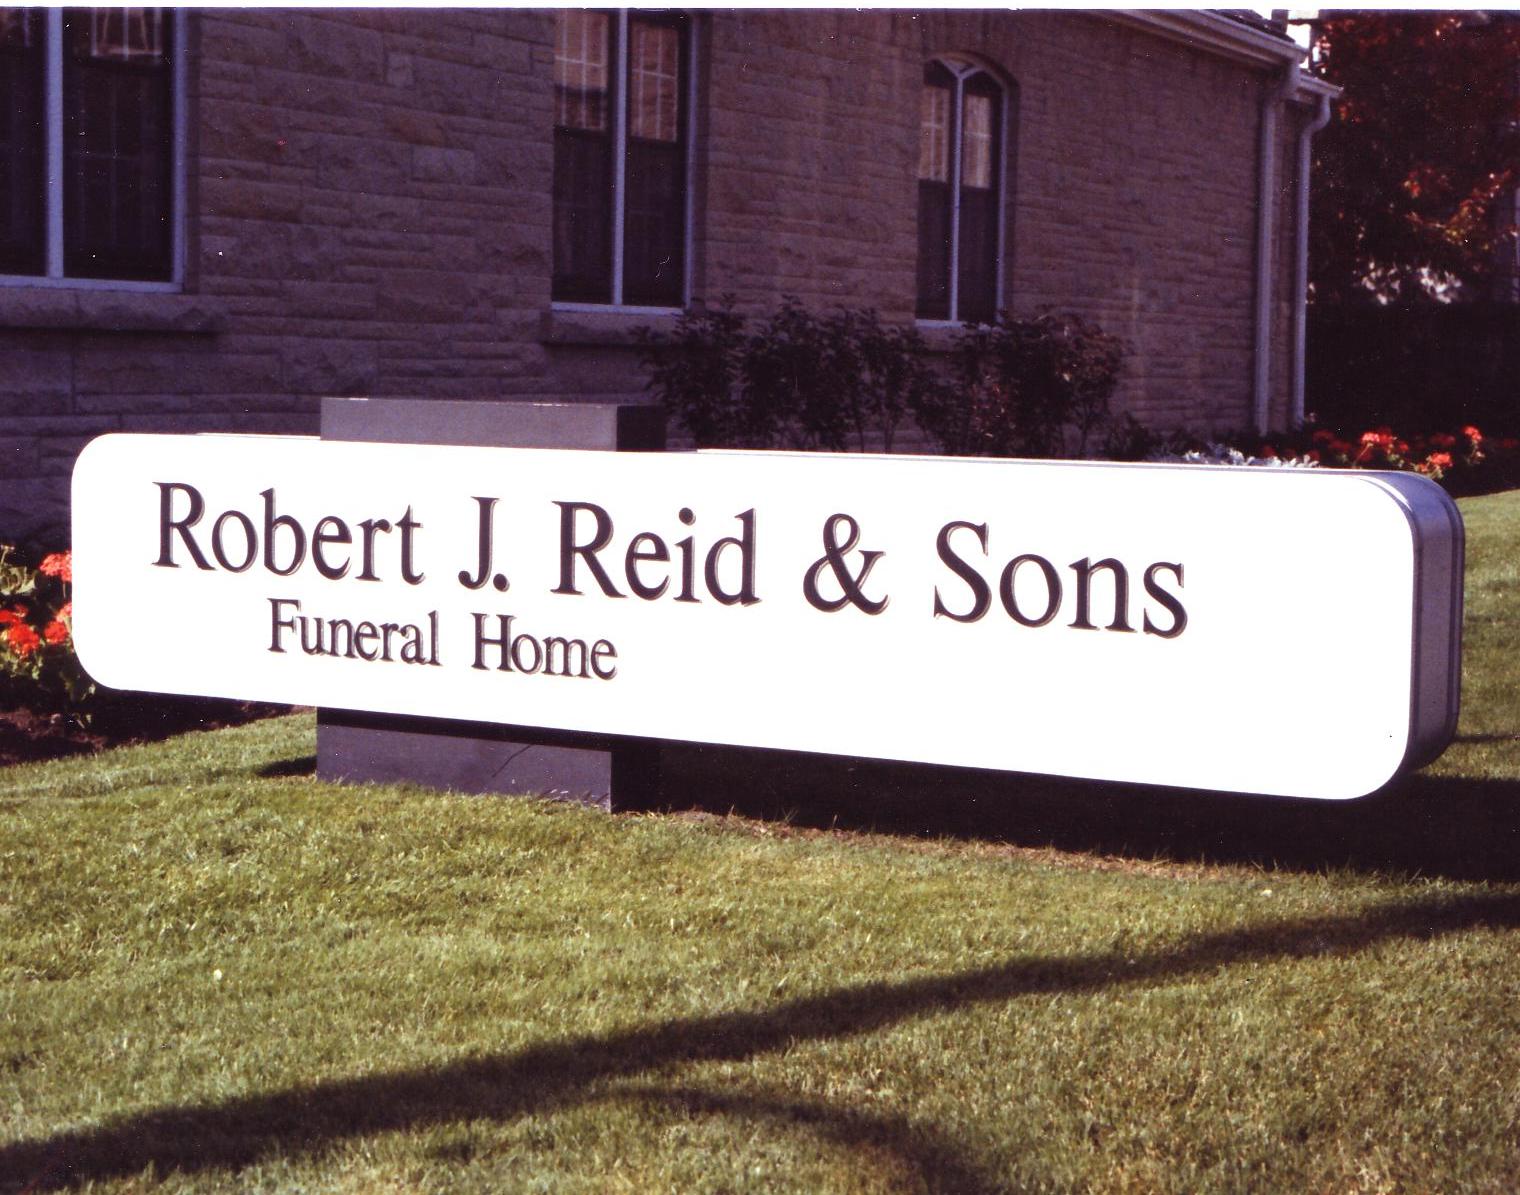 Robert J. Reid & Sons
Funeral Home